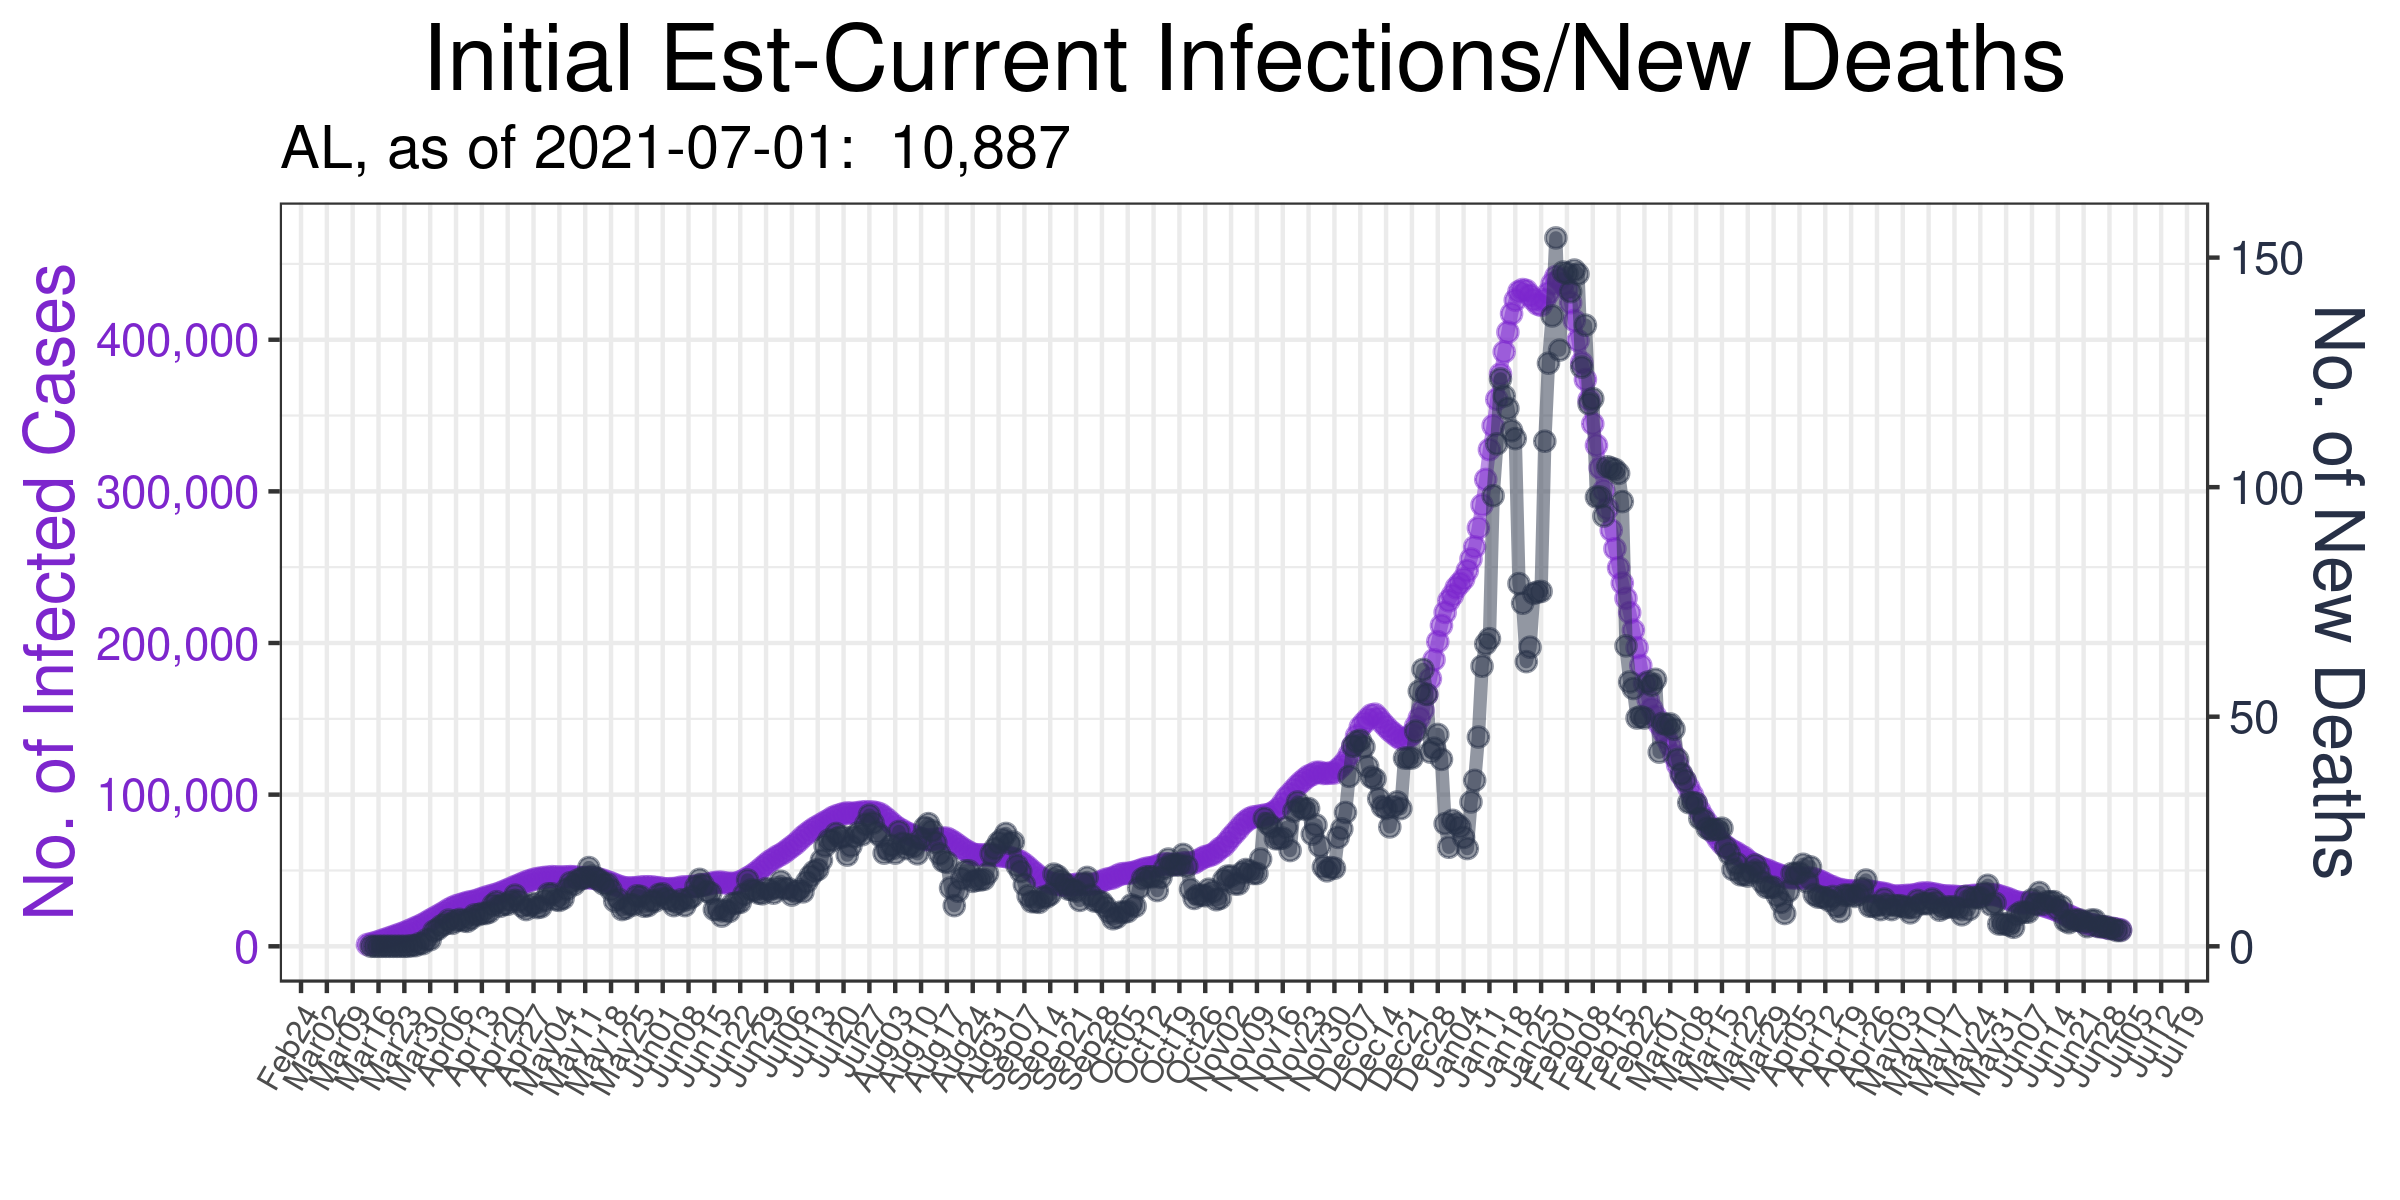 Initial Est-Current Infections/New Deaths
AL, as of 2021-07-01: 10,887
No. of Infected Cases
400,000
300,000
200,000
100,000
0
150
100
50
0
No. of New Deaths
Feb24
Mar02
Mar09
Mar16
Mar23
Mar30
Apr06
Apr13
Apr20
Apr27
May04
May11
May18
May25
Jun01
Jun08
Jun15
Jun22
Jun29
Jul06
Jul13
Jul20
Jul27
Aug03
Aug10
Aug17
Aug24
Aug31
Sep07
Sep14
Sep21
Sep28
Oct05
Oct12
Oct19
Oct26
Nov02
Nov09
Nov16
Nov23
Nov30
Dec07
Dec14
Dec21
Dec28
Jan04
Jan11
Jan18
Jan25
Feb01
Feb08
Feb15
Feb22
Mar01
Mar08
Mar15
Mar22
Mar29
Apr05
Apr12
Apr19
Apr26
May03
May10
May17
May24
May31
Jun07
Jun14
Jun21
Jun28
Jul05
Jul12
Jul19